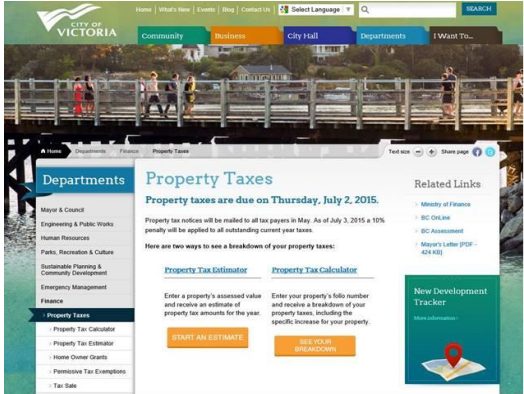 Home | What's New | Events | Blog | Contact Us | Select Language ▼ SEARCH
CITY OF
VICTORIA
Community Business City Hall Departments I Want To...
Home Departments Finance Property Taxes Text size Share page
Departments
Mayor & Council
Engineering & Public Works
Human Resources
Parks, Recreation & Culture
Sustainable Planning &
Community Development
Emergency Management
Finance
Property Taxes
Property Tax Calculator
Property Tax Estimator
Home Owner Grants
Permissive Tax Exemptions
Tax Sale
Property Taxes
Property taxes are due on Thursday, July 2, 2015.
Property tax notices will be mailed to all tax payers in May. As of July 3, 2015 a 10%
penalty will be applied to all outstanding current year taxes.
Here are two ways to see a breakdown of your property taxes:
Property Tax Estimator
Enter a property's assessed value
and receive an estimate of
property tax amounts for the year.
START AN ESTIMATE
Property Tax Calculator
Enter your property's folio number
and receive a breakdown of your
property taxes, including the
specific increase for your property.
SEE YOUR
BREAKDOWN
Related Links
Ministry of Finance
BC OnLine
BC Assessment
Mayor's Letter [PDF -
424 KB]
New Development
Tracker
More information